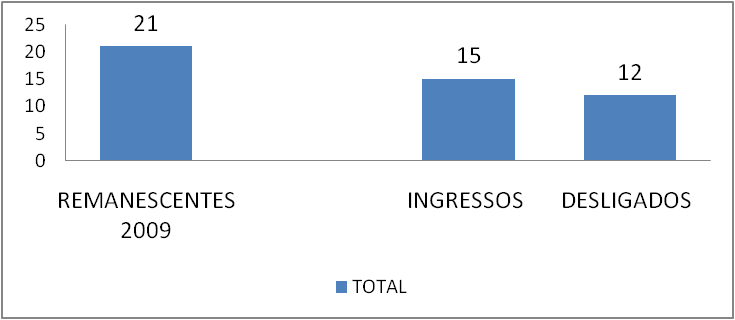 25
20
15
10
5
0
21
15
12
REMANESCENTES
2009
INGRESSOS
DESLIGADOS
TOTAL